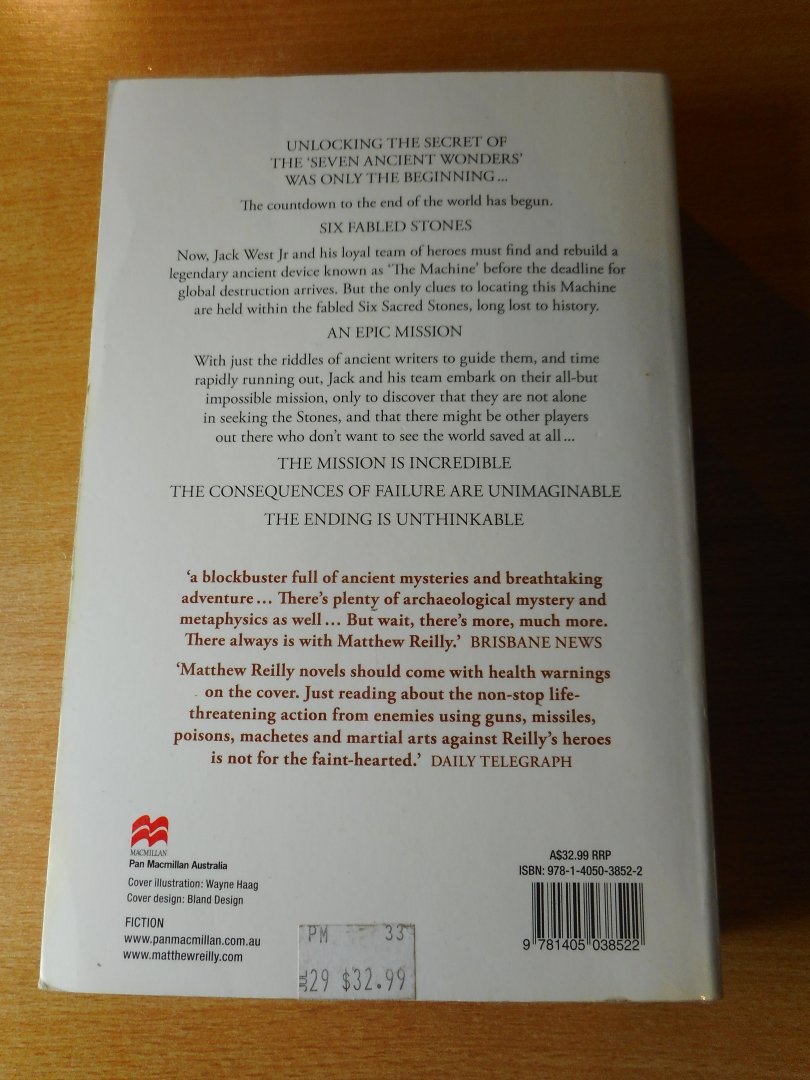 UNLOCKING THE SECRET OF
THE ‘SEVEN ANCIENT WONDERS’
WAS ONLY THE BEGINNING...
The countdown to the end of the world has begun.
SIX FABLED STONES
Now, Jack West Jr and his loyal team of heroes must find and rebuild a
legendary ancient device known as ‘The Machine’ before the deadline for
global destruction arrives. But the only clues to locating this Machine
are held within the fabled Six Sacred Stones, long lost to history.
AN EPIC MISSION
With just the riddles of ancient writers to guide them, and time
rapidly running out, Jack and his team embark on their all-but
impossible mission, only to discover that they are not alone
in seeking the Stones, and that there might be other players
out there who don’t want to see the world saved at all...
THE MISSION IS INCREDIBLE
THE CONSEQUENCES OF FAILURE ARE UNIMAGINABLE
THE ENDING IS UNTHINKABLE
‘a blockbuster full of ancient mysteries and breathtaking
adventure... There’s plenty of archaeological mystery and
metaphysics as well... But wait, there’s more, much more.
There always is with Matthew Reilly.’ BRISBANE NEWS
‘Matthew Reilly novels should come with health warnings
on the cover. Just reading about the non-stop life-
threatening action from enemies using guns, missiles,
poisons, machetes and martial arts against Reilly’s heroes
is not for the faint-hearted.’ DAILY TELEGRAPH
MACMILLAN
Pan Macmillan Australia
Cover illustration: Wayne Haag
Cover design: Bland Design
FICTION
www.panmacmillan.com.au
www.matthewreilly.com
PM 33
29 $32.99
A$32.99 RRP
ISBN: 978-1-4050-3852-2
9 781405 038522